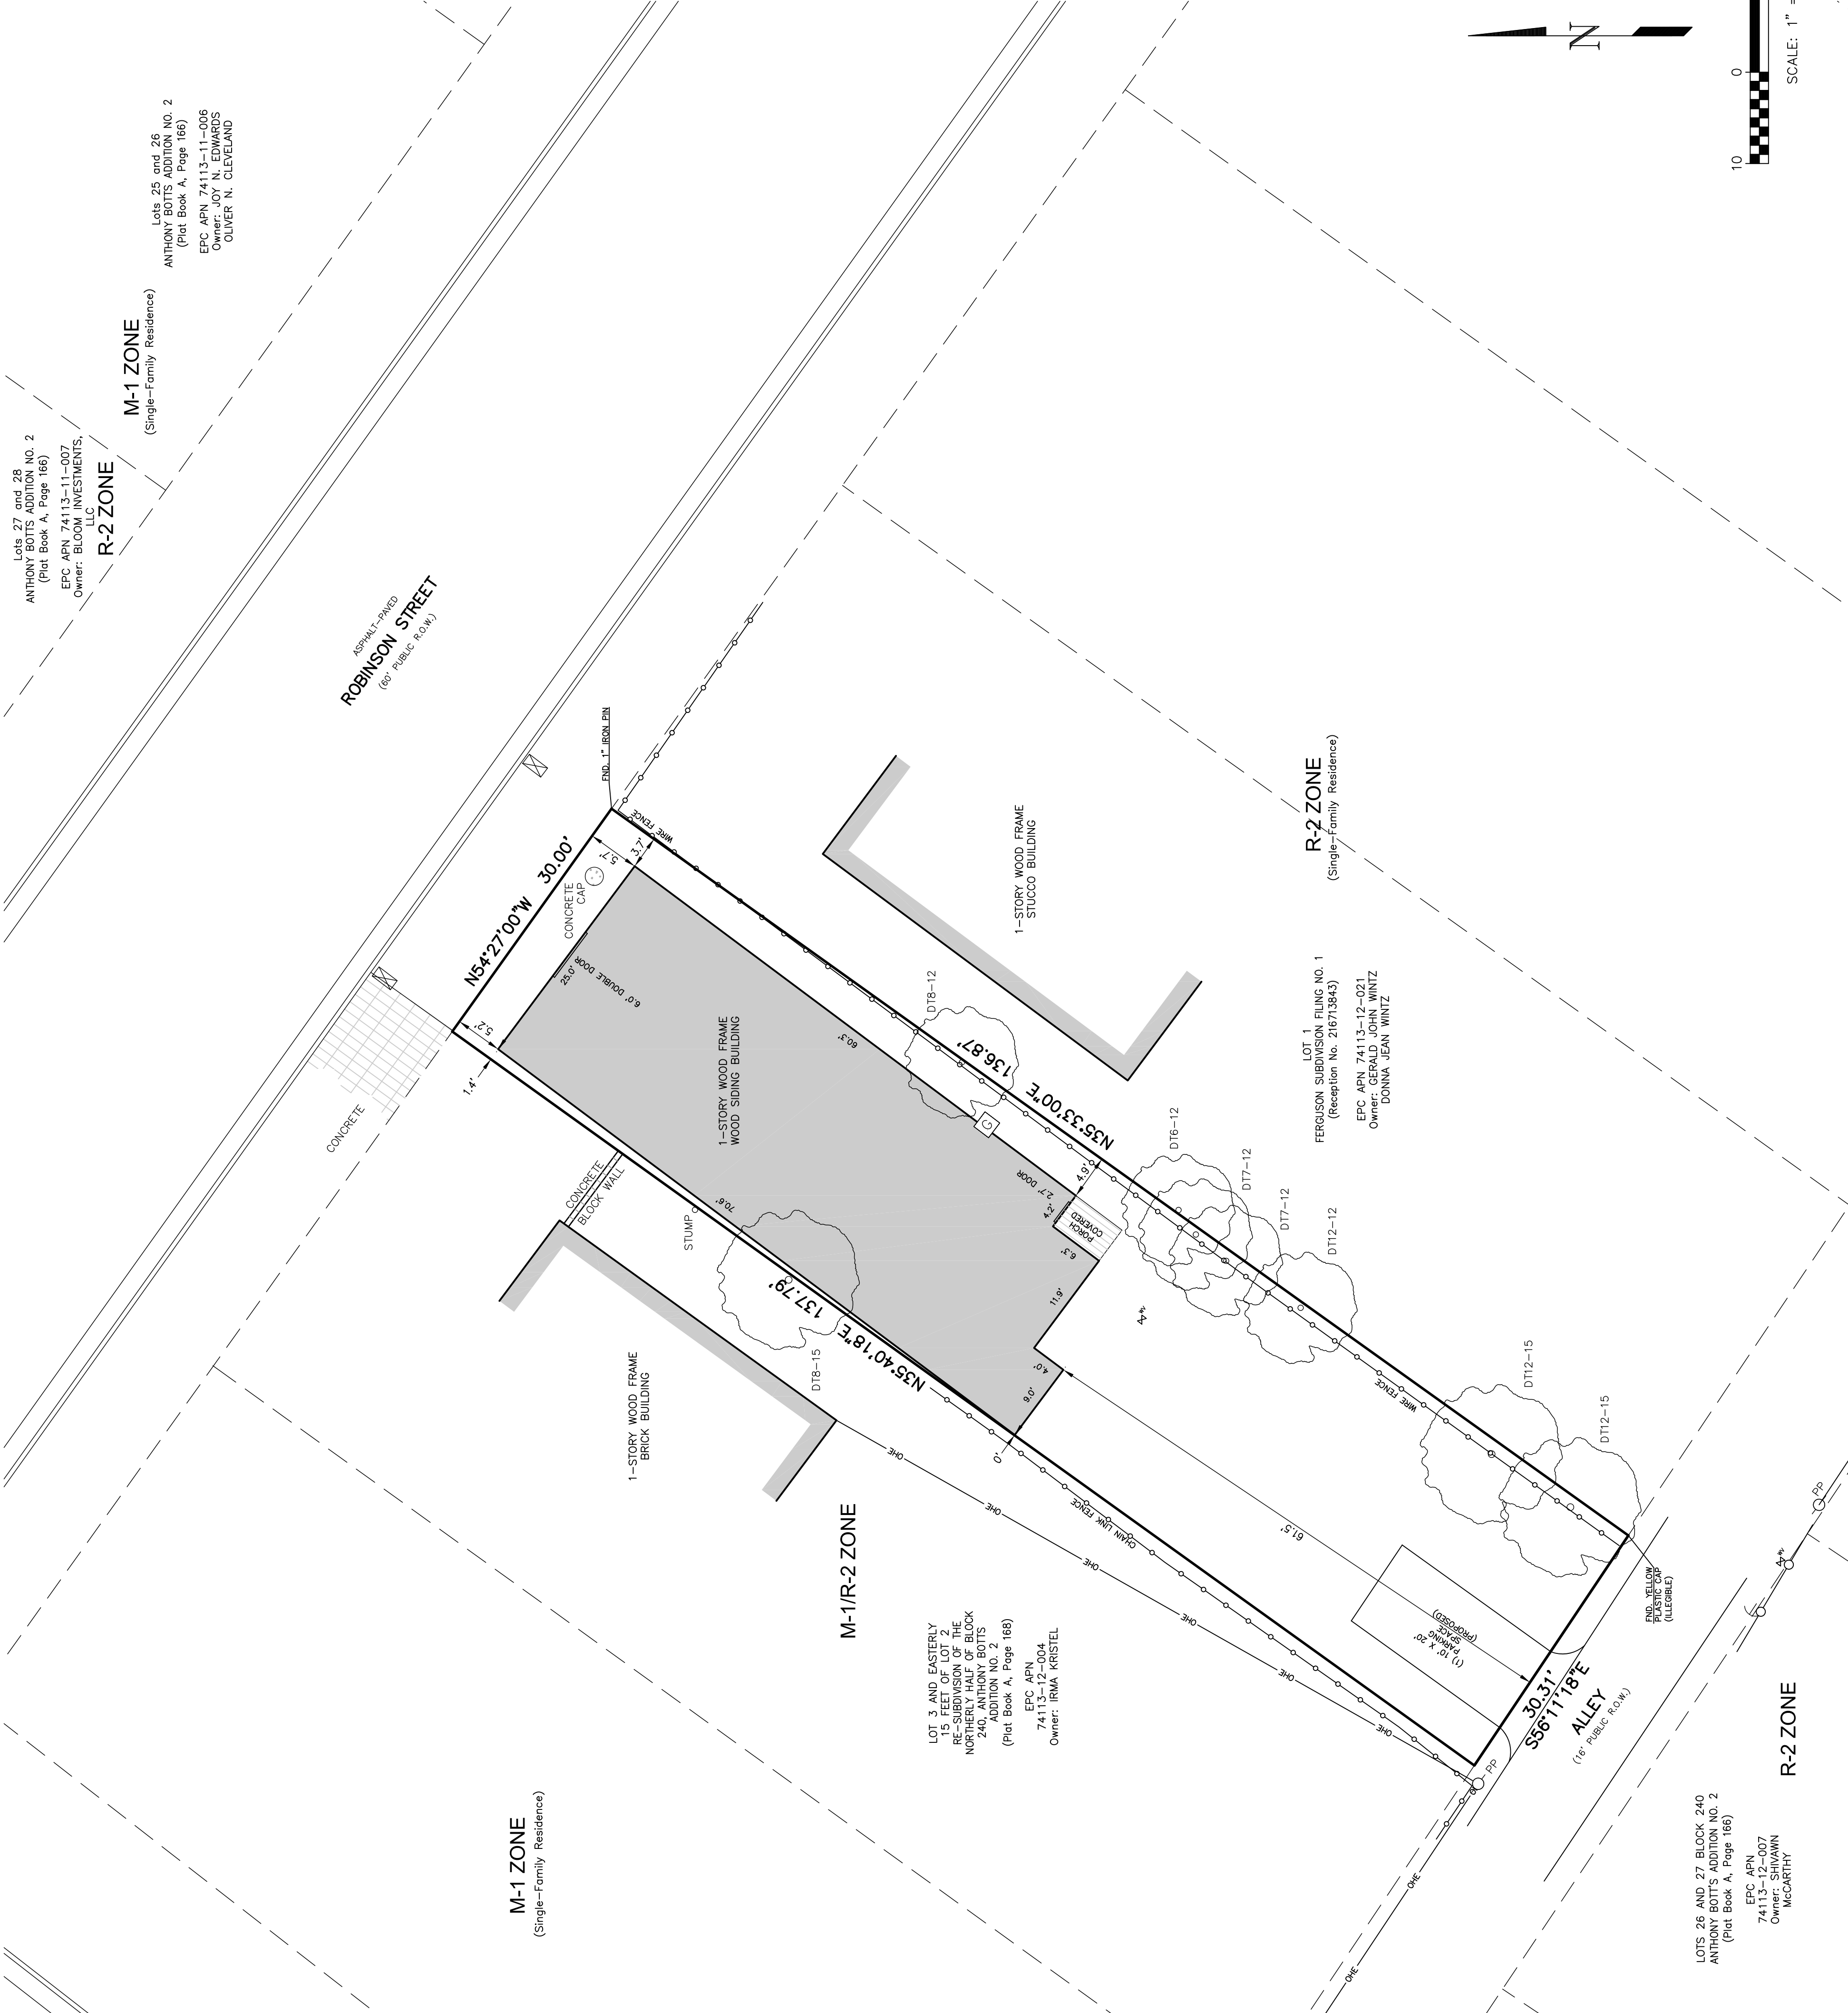 Lots 25 and 26
ANTHONY BOTTS ADDITION NO. 2
(Plat Book A, Page 166)
EPC APN 74113-11-006
Owner: JOY N. EDWARDS
OLIVER N. CLEVELAND
M-1 ZONE
(Single-Family Residence)
Lots 27 and 28
ANTHONY BOTTS ADDITION NO. 2
(Plat Book A, Page 166)
EPC APN 74113-11-007
Owner: BLOOM INVESTMENTS,
LLC
R-2 ZONE
N
10
0
SCALE: 1" =
ASPHALT-PAVED
ROBINSON STREET
(60' PUBLIC R.O.W.)
FND. 1" IRON PIN
WIRE FENCE
N54°27'00"W 30.00'
5.7'
3.7'
CONCRETE
CAP
25.0'
6.0' DOUBLE DOOR
5.2'
1.4'
CONCRETE
1-STORY WOOD FRAME
WOOD SIDING BUILDING
60.3'
70.6'
DT8-12
N35°33'00"E 136.87'
G
1-STORY WOOD FRAME
STUCCO BUILDING
R-2 ZONE
(Single-Family Residence)
LOT 1
FERGUSON SUBDIVISION FILING NO. 1
(Reception No. 216713843)
EPC APN 74113-12-021
Owner: GERALD JOHN WINTZ
DONNA JEAN WINTZ
CONCRETE
BLOCK WALL
STUMP
N35°40'18"E 137.79'
DT8-15
1-STORY WOOD FRAME
BRICK BUILDING
2.7' DOOR
4.9'
4.2'
COVERED
PORCH
6.3'
11.9'
4.0'
9.0'
0'
WV
DT6-12
DT7-12
DT7-12
DT12-12
DT12-15
DT12-15
WIRE FENCE
CHAIN LINK FENCE
OHE
OHE
OHE
OHE
OHE
OHE
61.5'
(1) 10' X 20'
PARKING
SPACE
(PROPOSED)
M-1/R-2 ZONE
LOT 3 AND EASTERLY
15 FEET OF LOT 2
RE-SUBDIVISION OF THE
NORTHERLY HALF OF BLOCK
240, ANTHONY BOTTS
ADDITION NO. 2
(Plat Book A, Page 168)
EPC APN
74113-12-004
Owner: IRMA KRISTEL
M-1 ZONE
(Single-Family Residence)
FND. YELLOW
PLASTIC CAP
(ILLEGIBLE)
30.31'
S56°11'18"E
ALLEY
(16' PUBLIC R.O.W.)
PP
PP
WV
OHE
OHE
R-2 ZONE
LOTS 26 AND 27 BLOCK 240
ANTHONY BOTT'S ADDITION NO. 2
(Plat Book A, Page 166)
EPC APN
74113-12-007
Owner: SHIVAWN
McCARTHY